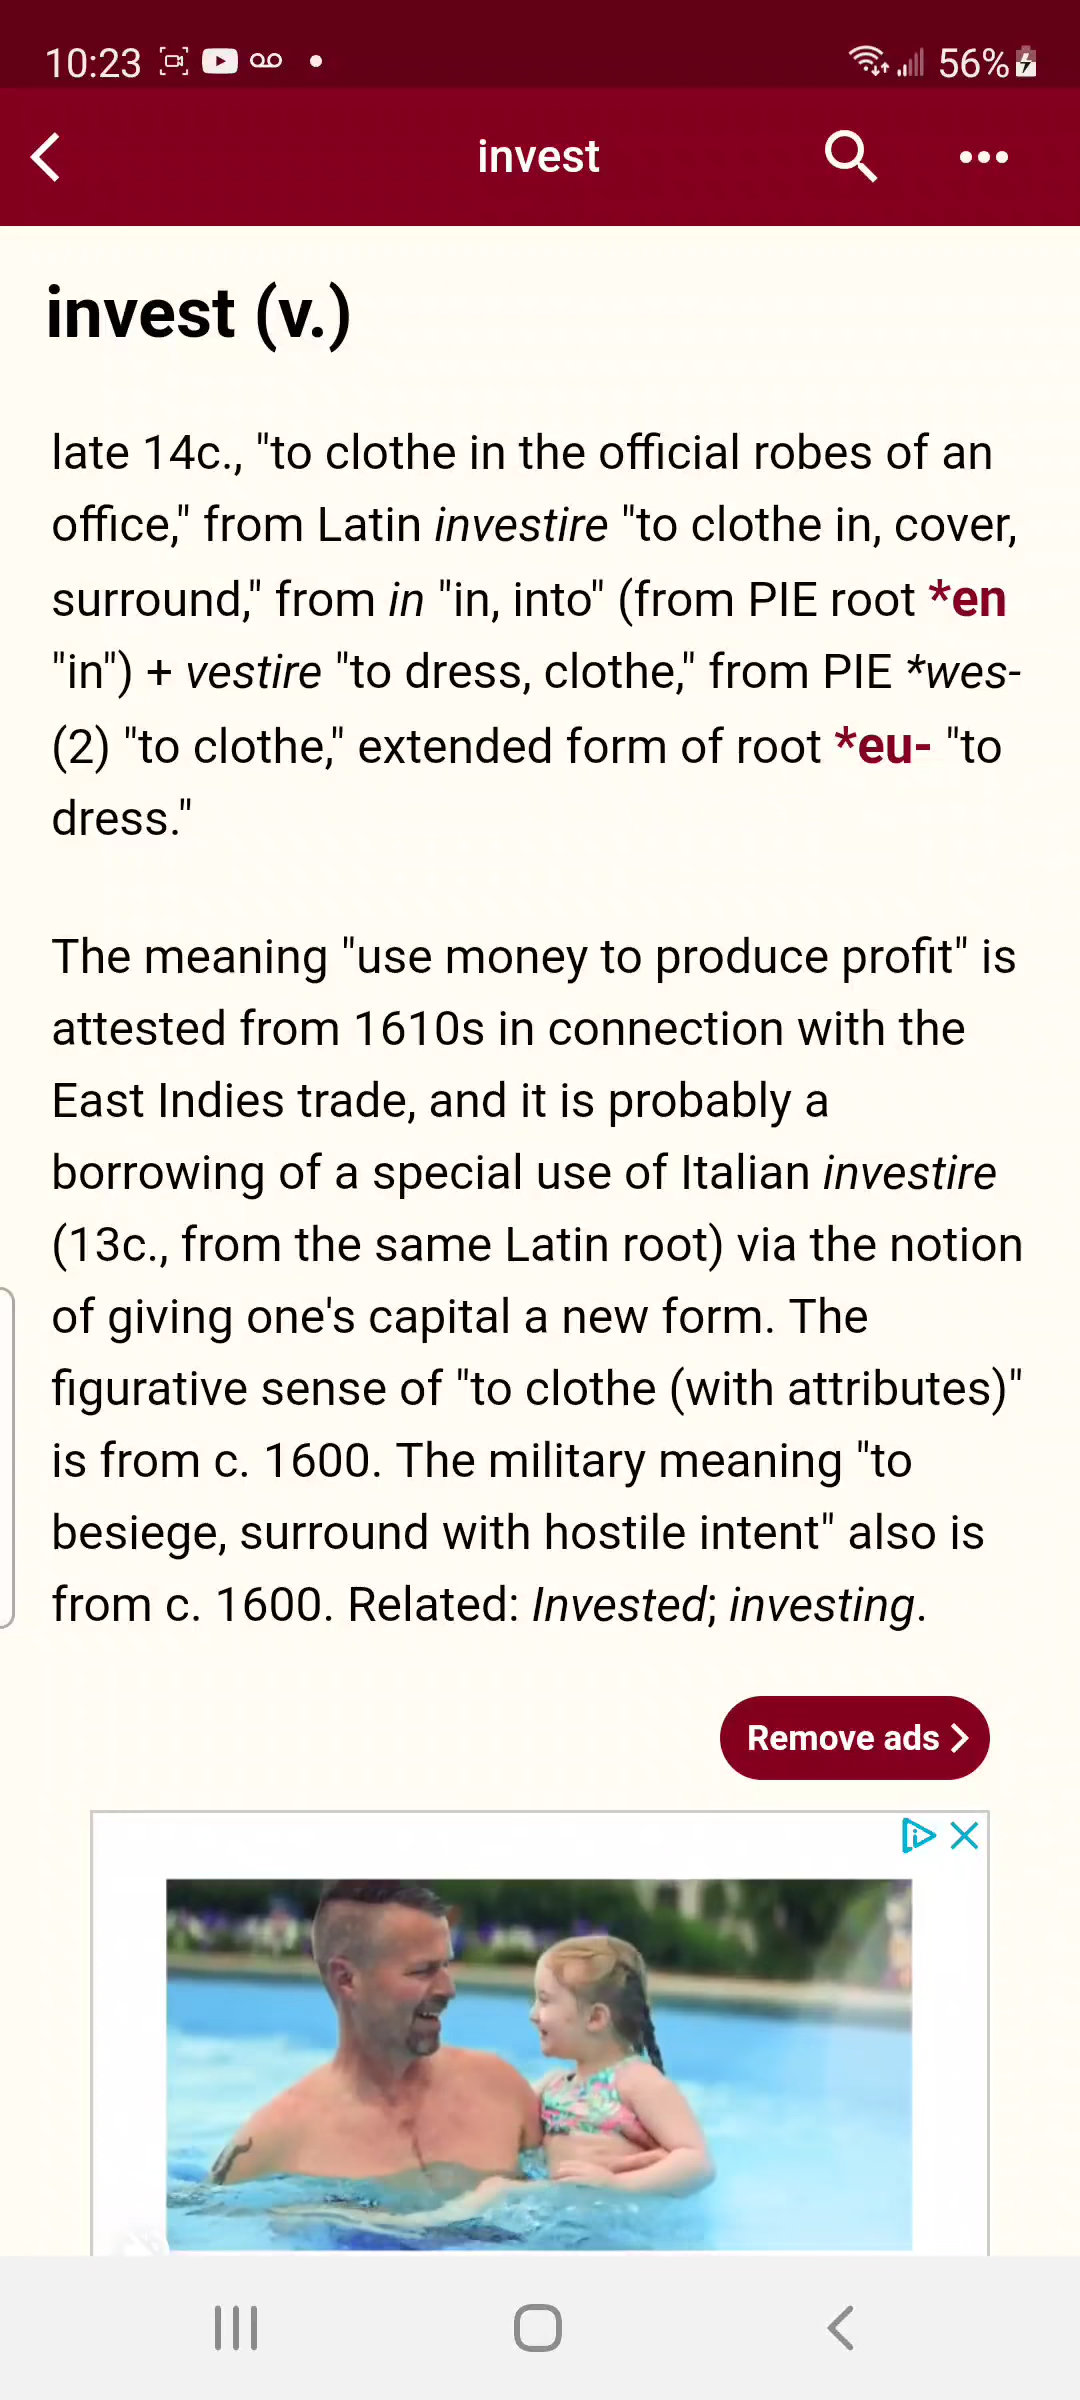 10:23
56%
invest
invest (v.)
late 14c., "to clothe in the official robes of an
office," from Latin investire "to clothe in, cover,
surround," from in "in, into" (from PIE root *en
"in") + vestire "to dress, clothe," from PIE *wes-
(2) "to clothe," extended form of root *eu- "to
dress."
The meaning "use money to produce profit" is
attested from 1610s in connection with the
East Indies trade, and it is probably a
borrowing of a special use of Italian investire
(13c., from the same Latin root) via the notion
of giving one's capital a new form. The
figurative sense of "to clothe (with attributes)"
is from c. 1600. The military meaning "to
besiege, surround with hostile intent" also is
from c. 1600. Related: Invested; investing.
Remove ads